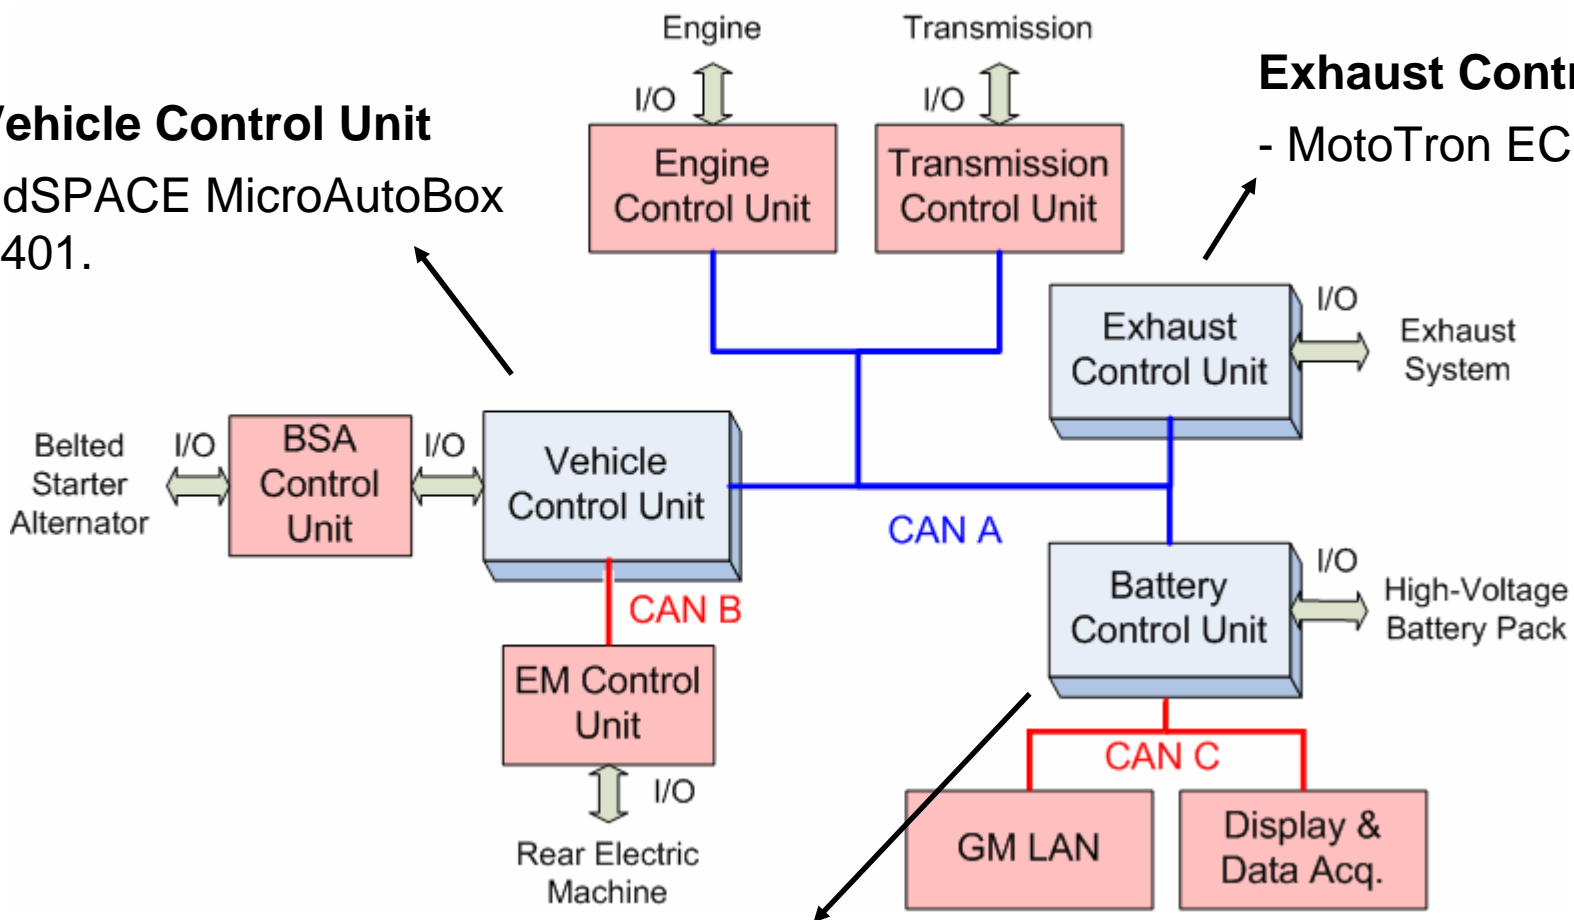 Engine
Transmission
I/O
I/O
Vehicle Control Unit
dSPACE MicroAutoBox
401.
Engine
Control Unit
Transmission
Control Unit
Exhaust
- MotoTron
Exhaust
Control Unit
I/O
Exhaust
System
Belted
Starter
Alternator
I/O
BSA
Control
Unit
I/O
Vehicle
Control Unit
CAN A
CAN B
EM Control
Unit
I/O
Rear Electric
Machine
Battery
Control Unit
I/O
High-Voltage
Battery Pack
CAN C
GM LAN
Display &
Data Acq.